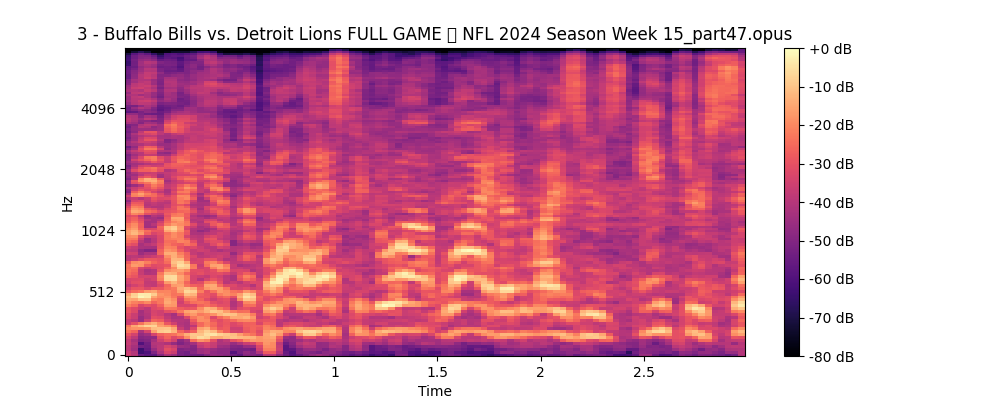 3 - Buffalo Bills vs. Detroit Lions FULL GAME ▯ NFL 2024 Season Week 15_part47.opus
+0 dB
4096
-10 dB
-20 dB
2048
-30 dB
Hz
-40 dB
1024
-50 dB
512
-60 dB
-70 dB
0
-80 dB
0 0.5 1 1.5 2 2.5
Time